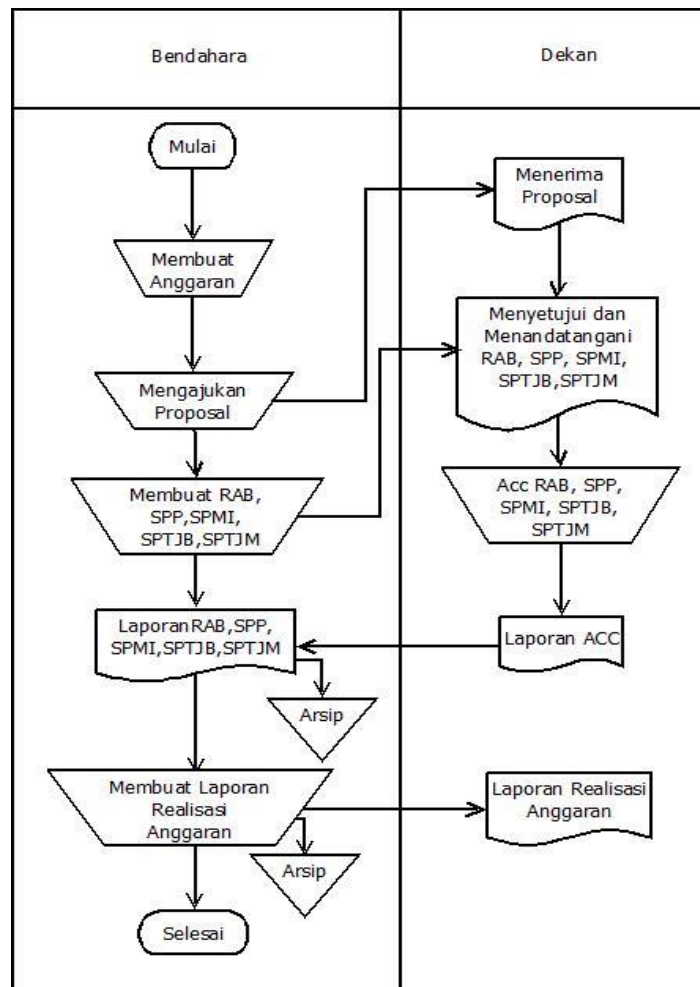 Bendahara
Dekan
Mulai
Membuat
Anggaran
Mengajukan
Proposal
Membuat RAB,
SPP,SPMI,
SPTJB,SPTJM
LaporanRAB,SPP,
SPMI,SPTJB,SPTJM
Arsip
Membuat Laporan
Realisasi
Anggaran
Arsip
Selesai
Menerima
Proposal
Menyetujui dan
Menandatangani
RAB, SPP, SPMI,
SPTJB,SPTJM
Acc RAB, SPP,
SPMI, SPTJB,
SPTJM
Laporan ACC
Laporan Realisasi
Anggaran